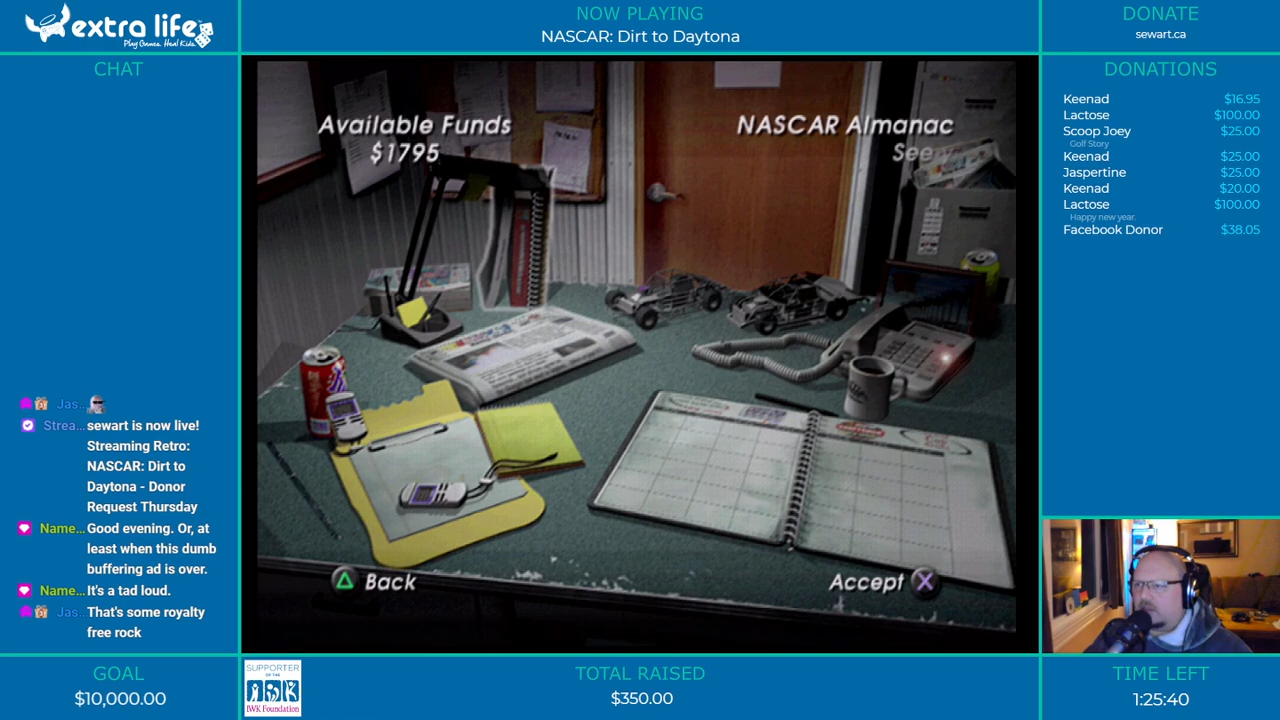 extra life
Play Games. Heal Kids.
NOW PLAYING
NASCAR: Dirt to Daytona
DONATE
sewart.ca
CHAT
Jas...
Strea... sewart is now live!
Streaming Retro:
NASCAR: Dirt to
Daytona - Donor
Request Thursday
Name... Good evening. Or, at
least when this dumb
buffering ad is over.
Name... It's a tad loud.
Jas... That's some royalty
free rock
Available Funds
$1795
NASCAR Almanac
See
Back
Accept
DONATIONS
Keenad $16.95
Lactose $100.00
Scoop Joey $25.00
Golf Story
Keenad $25.00
Jaspertine $25.00
Keenad $20.00
Lactose $100.00
Happy new year.
Facebook Donor $38.05
GOAL
$10,000.00
SUPPORTER
OF THE
IWK Foundation
TOTAL RAISED
$350.00
TIME LEFT
1:25:40